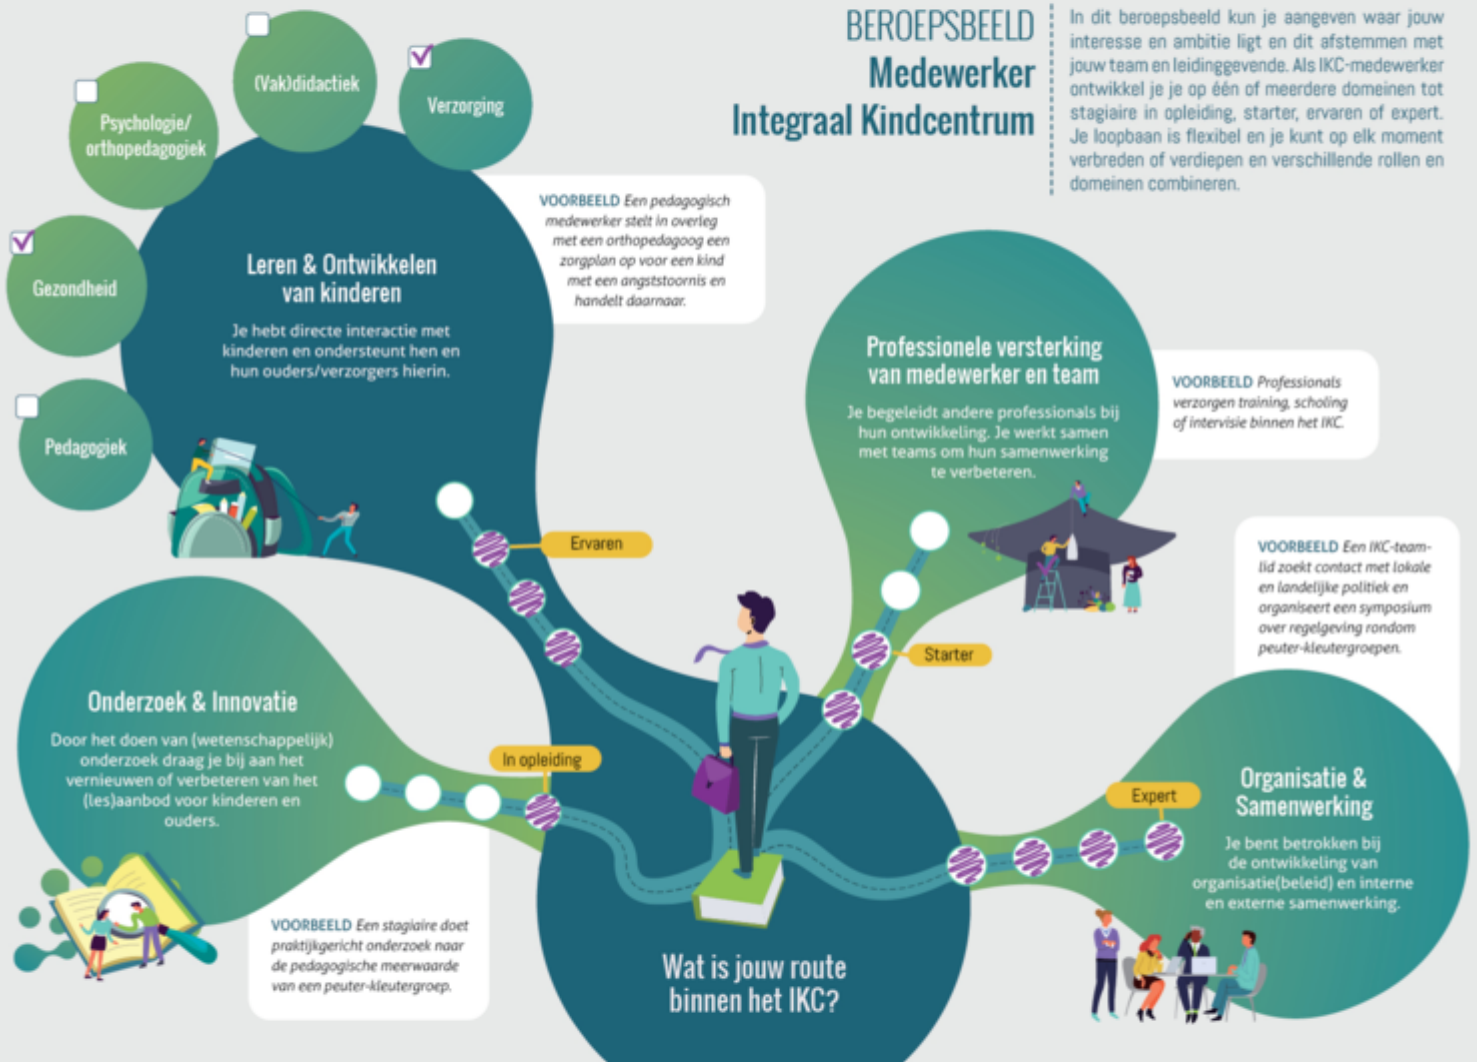 BEROEPSBEELD
Medewerker
Integraal Kindcentrum
In dit beroepsbeeld kun je aangeven waar jouw
interesse en ambitie ligt en dit afstemmen met
jouw team en leidinggevende. Als IKC-medewerker
ontwikkel je je op één of meerdere domeinen tot
stagiaire in opleiding, starter, ervaren of expert.
Je loopbaan is flexibel en je kunt op elk moment
verbreden of verdiepen en verschillende rollen en
domeinen combineren.
(Vak)didactiek
Verzorging
Psychologie/
orthopedagogiek
Gezondheid
Pedagogiek
Leren & Ontwikkelen
van kinderen
Je hebt directe interactie met
kinderen en ondersteunt hen en
hun ouders/verzorgers hierin.
VOORBEELD Een pedagogisch
medewerker stelt in overleg
met een orthopedagoog een
zorgplan op voor een kind
met een angststoornis en
handelt daarnaar.
Ervaren
Professionele versterking
van medewerker en team
Je begeleidt andere professionals bij
hun ontwikkeling. Je werkt samen
met teams om hun samenwerking
te verbeteren.
VOORBEELD Professionals
verzorgen training, scholing
of intervisie binnen het IKC.
Starter
VOORBEELD Een IKC-team-
lid zoekt contact met lokale
en landelijke politiek en
organiseert een symposium
over regelgeving rondom
peuter-kleutergroepen.
Onderzoek & Innovatie
Door het doen van (wetenschappelijk)
onderzoek draag je bij aan het
vernieuwen of verbeteren van het
(les)aanbod voor kinderen en
ouders.
In opleiding
VOORBEELD Een stagiaire doet
praktijkgericht onderzoek naar
de pedagogische meerwaarde
van een peuter-kleutergroep.
Expert
Organisatie &
Samenwerking
Je bent betrokken bij
de ontwikkeling van
organisatie(beleid) en interne
en externe samenwerking.
Wat is jouw route
binnen het IKC?